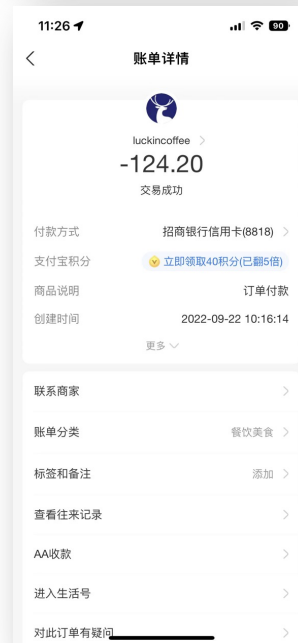 11:26
90
账单详情
luckincoffee
-124.20
交易成功
付款方式 招商银行信用卡(8818)
支付宝积分 立即领取40积分(已翻5倍)
商品说明 订单付款
创建时间 2022-09-22 10:16:14
更多
联系商家
账单分类 餐饮美食
标签和备注 添加
查看往来记录
AA收款
进入生活号
对此订单有疑问